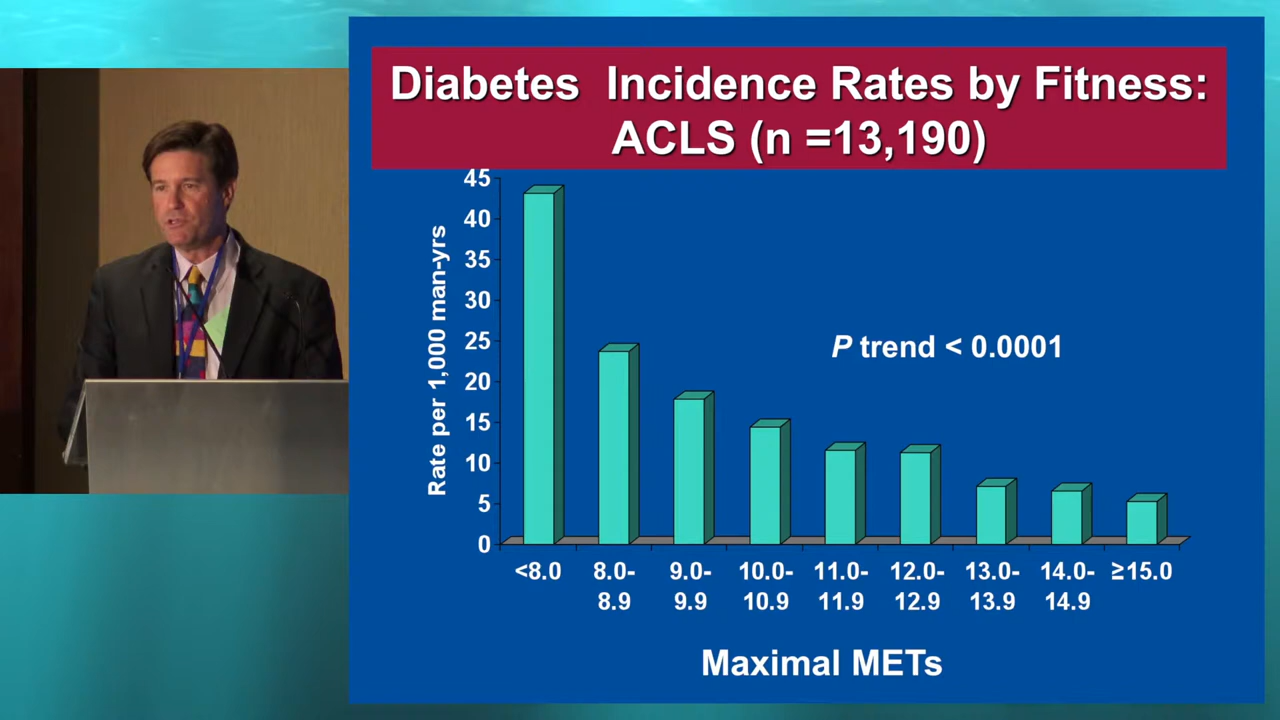 Diabetes  Incidence Rates by Fitness:
ACLS (n =13,190)
Rate per 1,000 man-yrs
45
40
35
30
25
20
15
10
5
0
P trend < 0.0001
<8.0 8.0- 9.0- 10.0- 11.0- 12.0- 13.0- 14.0- ≥15.0
8.9 9.9 10.9 11.9 12.9 13.9 14.9
Maximal METs